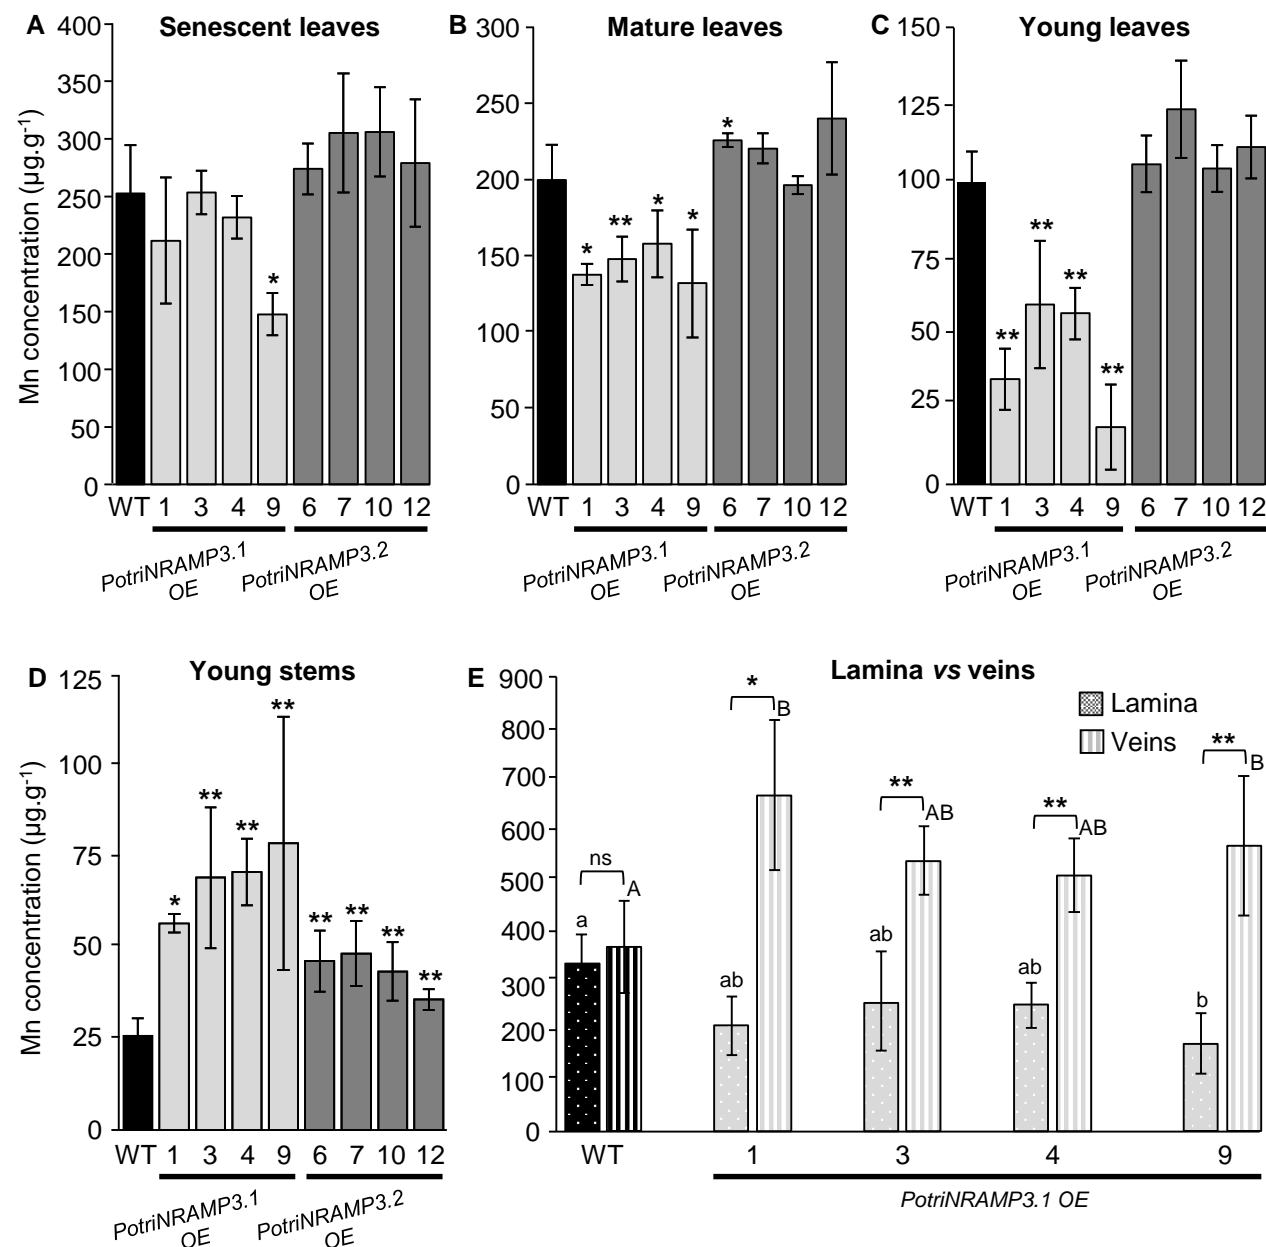 A Senescent leaves
Mn concentration (µg.g-1)
400
350
300
250
200
150
100
50
0
*
WT 1 3 4 9 6 7 10 12
PotriNRAMP3.1 OE
PotriNRAMP3.2 OE
B Mature leaves
300
250
200
150
100
50
0
* ** * * *
WT 1 3 4 9 6 7 10 12
PotriNRAMP3.1 OE
PotriNRAMP3.2 OE
C Young leaves
150
125
100
75
50
25
0
** ** ** **
WT 1 3 4 9 6 7 10 12
PotriNRAMP3.1 OE
PotriNRAMP3.2 OE
D Young stems
Mn concentration (µg.g-1)
125
100
75
50
25
0
* ** ** ** ** ** ** **
WT 1 3 4 9 6 7 10 12
PotriNRAMP3.1 OE
PotriNRAMP3.2 OE
E Lamina vs veins
Lamina
Veins
900
800
700
600
500
400
300
200
100
0
ns * ** ** **
a A ab B ab AB ab AB b B
WT 1 3 4 9
PotriNRAMP3.1 OE